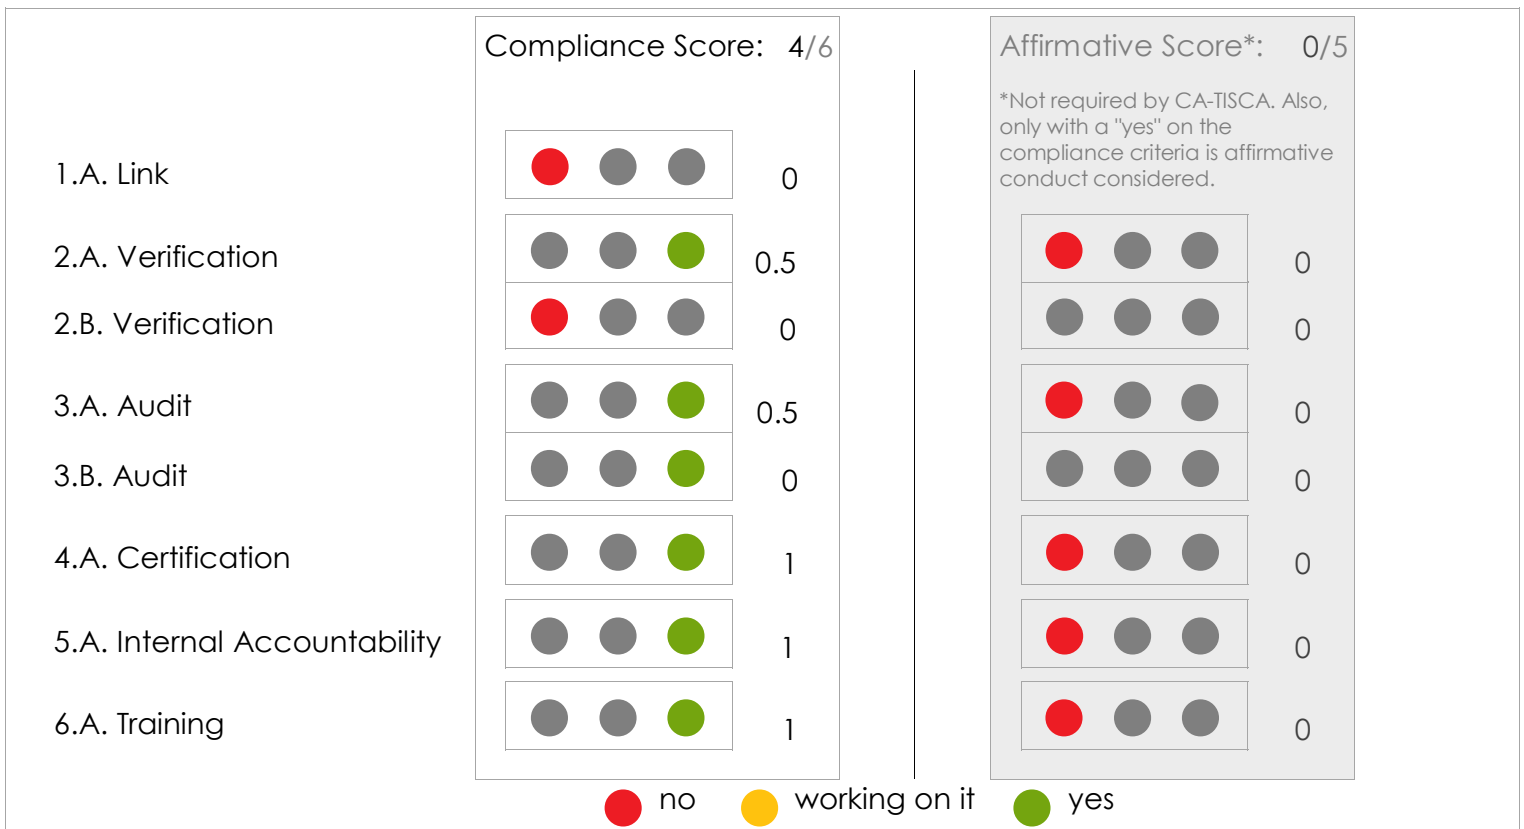 Compliance Score: 4/6
Affirmative Score*: 0/5
*Not required by CA-TISCA. Also,
only with a "yes" on the
compliance criteria is affirmative
conduct considered.
1.A. Link 0
2.A. Verification 0.5 0
2.B. Verification 0 0
3.A. Audit 0.5 0
3.B. Audit 0 0
4.A. Certification 1 0
5.A. Internal Accountability 1 0
6.A. Training 1 0
no working on it yes